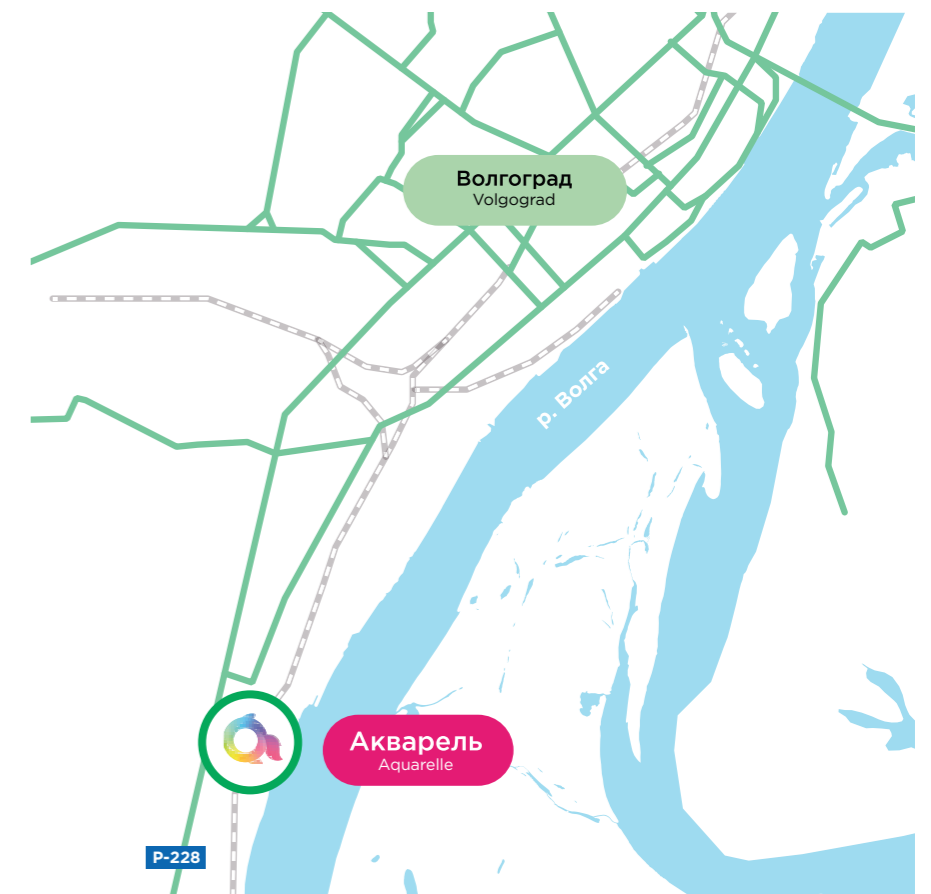 Волгоград
Volgograd
р. Волга
Акварель
Aquarelle
Р-228